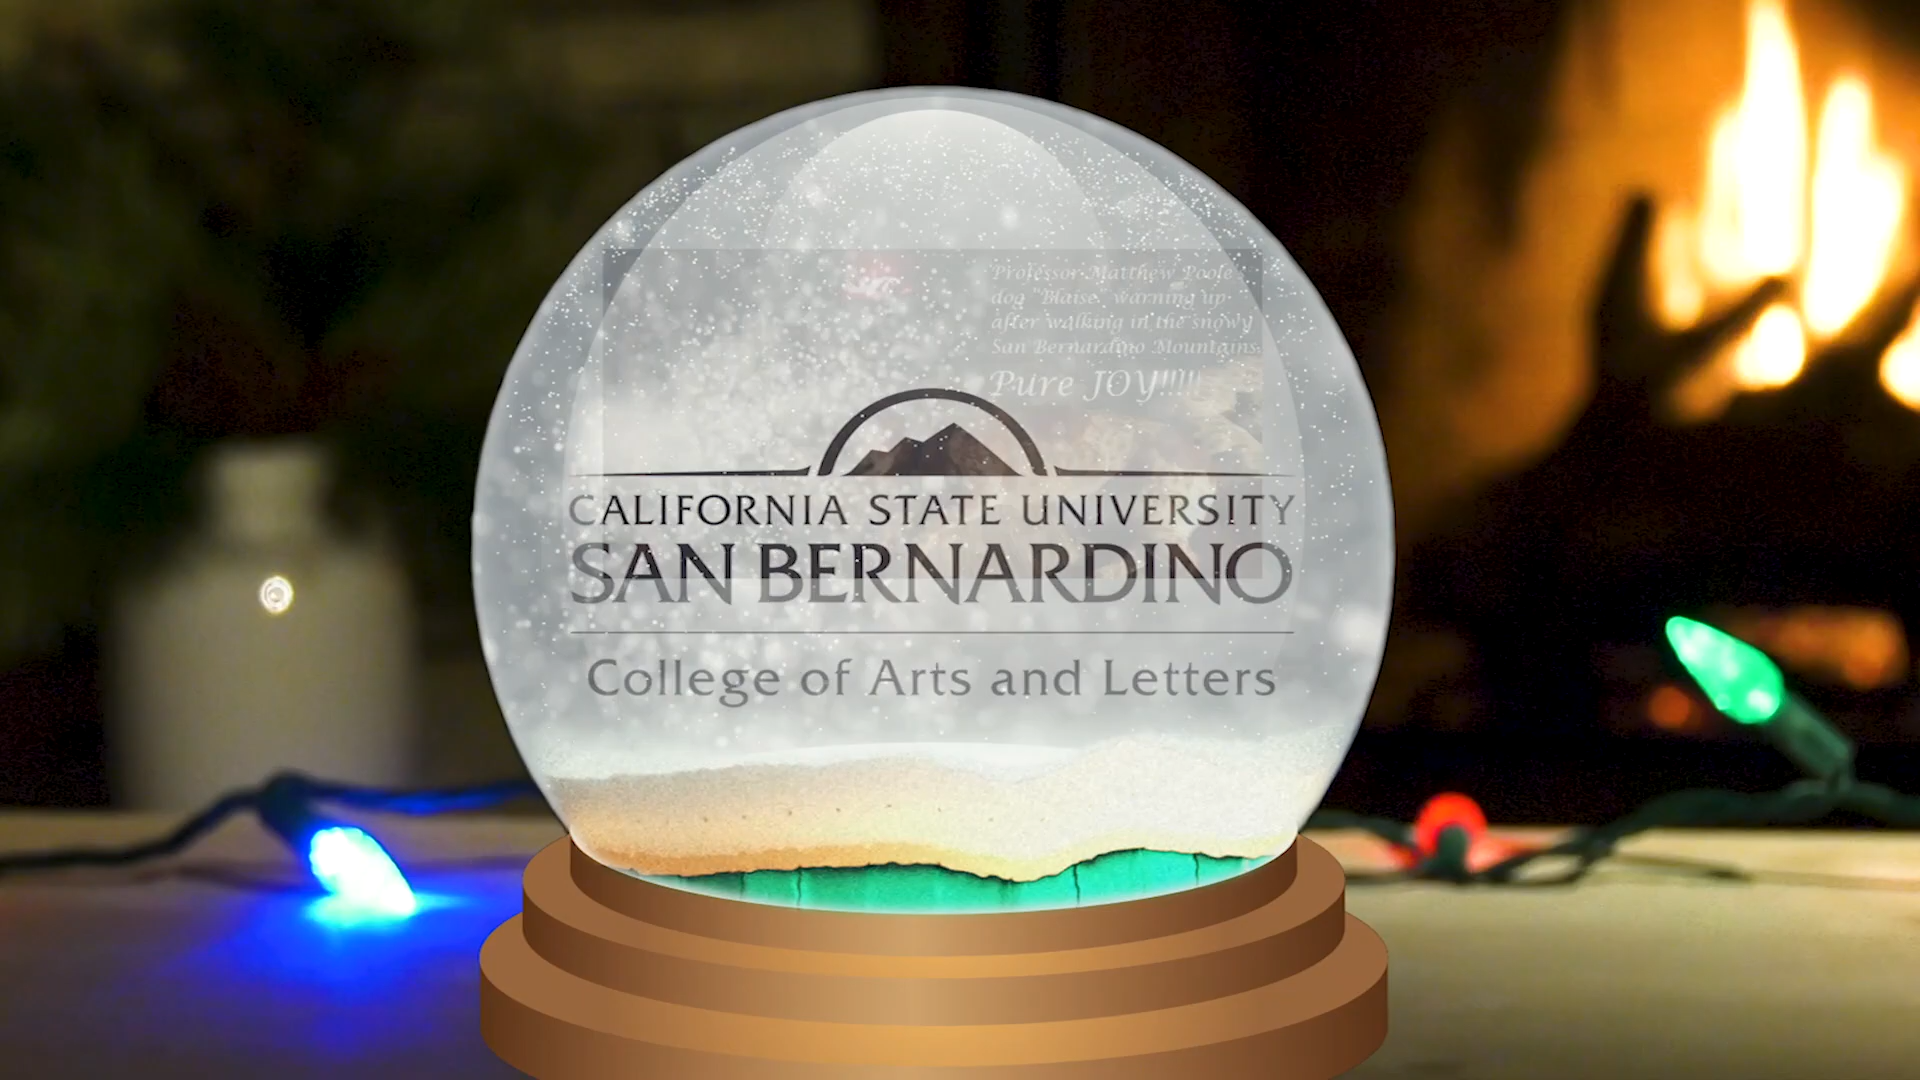 Professor Matthew Poole's
dog "Blaise" warning up
after walking in the snowy
San Bernardino Mountains.
Pure JOY!!!!!
CALIFORNIA STATE UNIVERSITY
SAN BERNARDINO
College of Arts and Letters